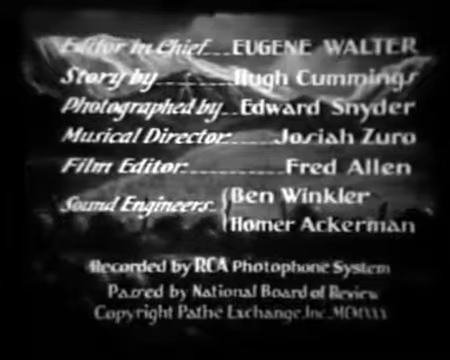 Editor in Chief....EUGENE WALTER
Story by..............Hugh Cummings
Photographed by...Edward Snyder
Musical Director......Josiah Zuro
Film Editor................Fred Allen
Sound Engineers..{Ben Winkler
Homer Ackerman
Recorded by RCA Photophone System
Passed by National Board of Review
Copyright Pathe Exchange.Inc.MCMXXX